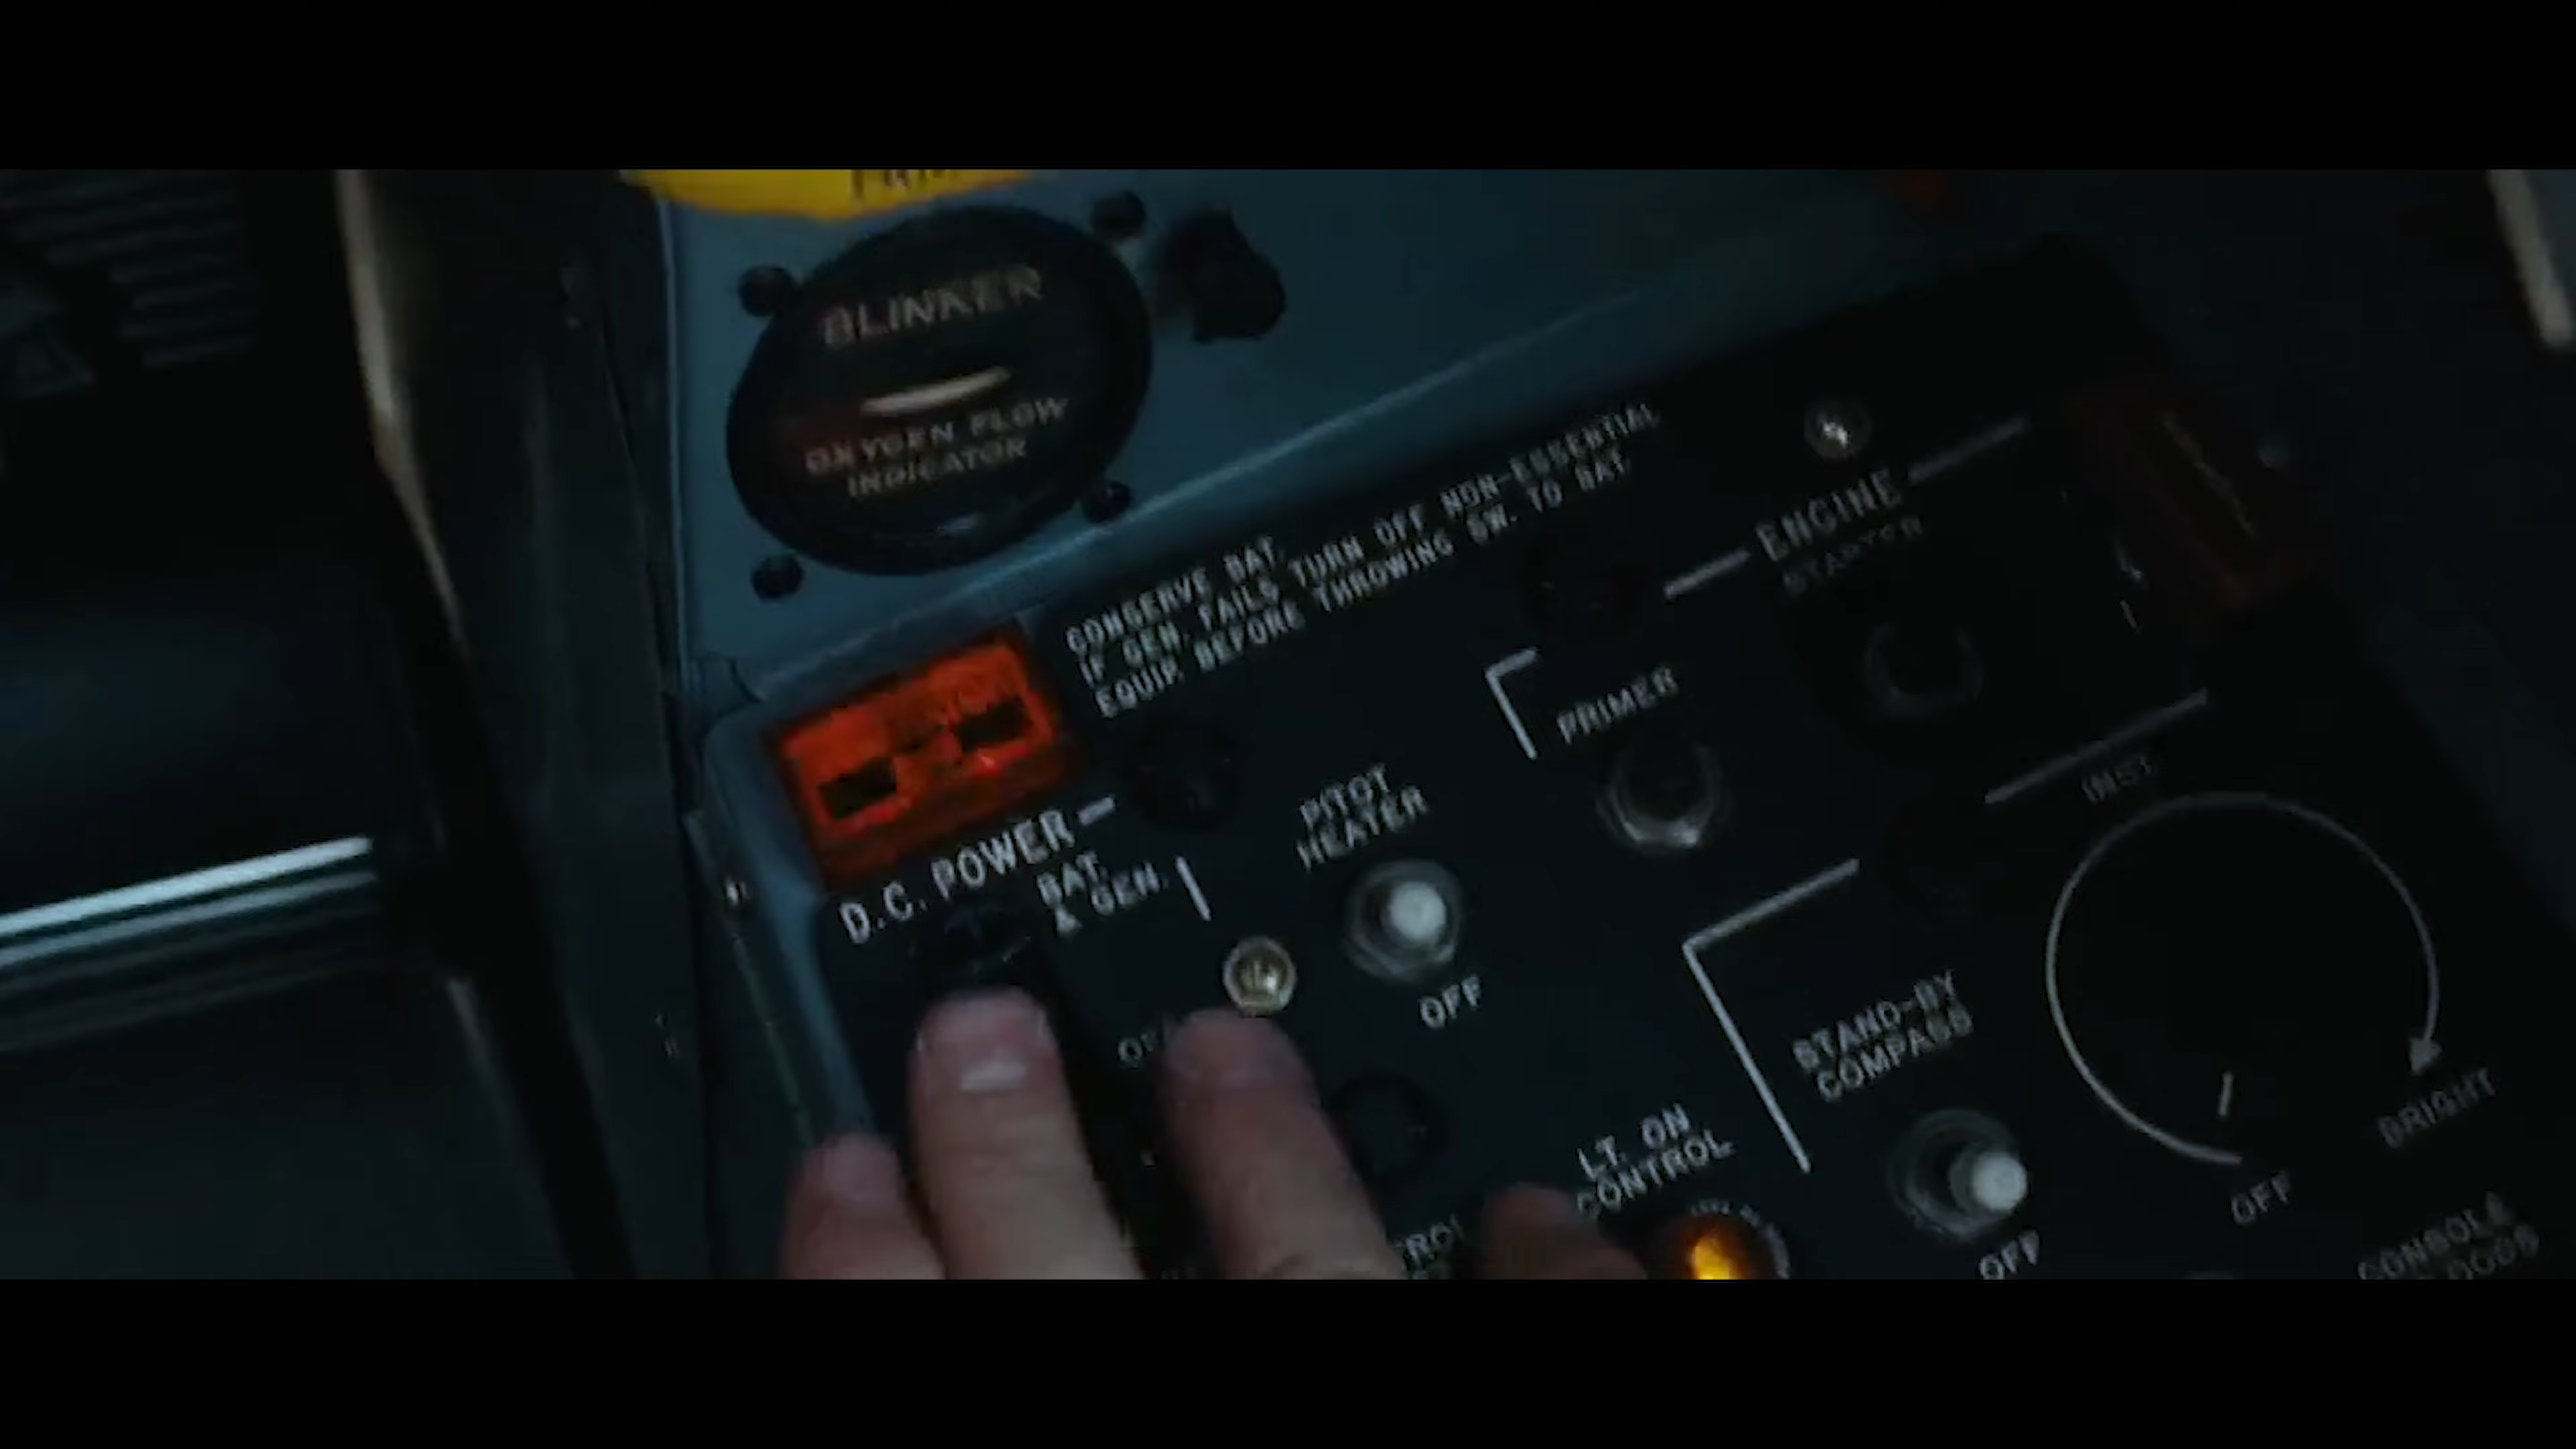 BLINKER
OXYGEN FLOW
INDICATOR
CONSERVE BAT.
IF GEN. FAILS TURN OFF NON-ESSENTIAL
EQUIP. BEFORE THROWING SW. TO BAT.
ENGINE
STARTER
PRIMER
D.C. POWER
BAT.
& GEN.
PITOT
HEATER
OFF
INST.
STAND-BY
COMPASS
OFF
LT. ON
CONTROL
BRIGHT
OFF
CONSOLE